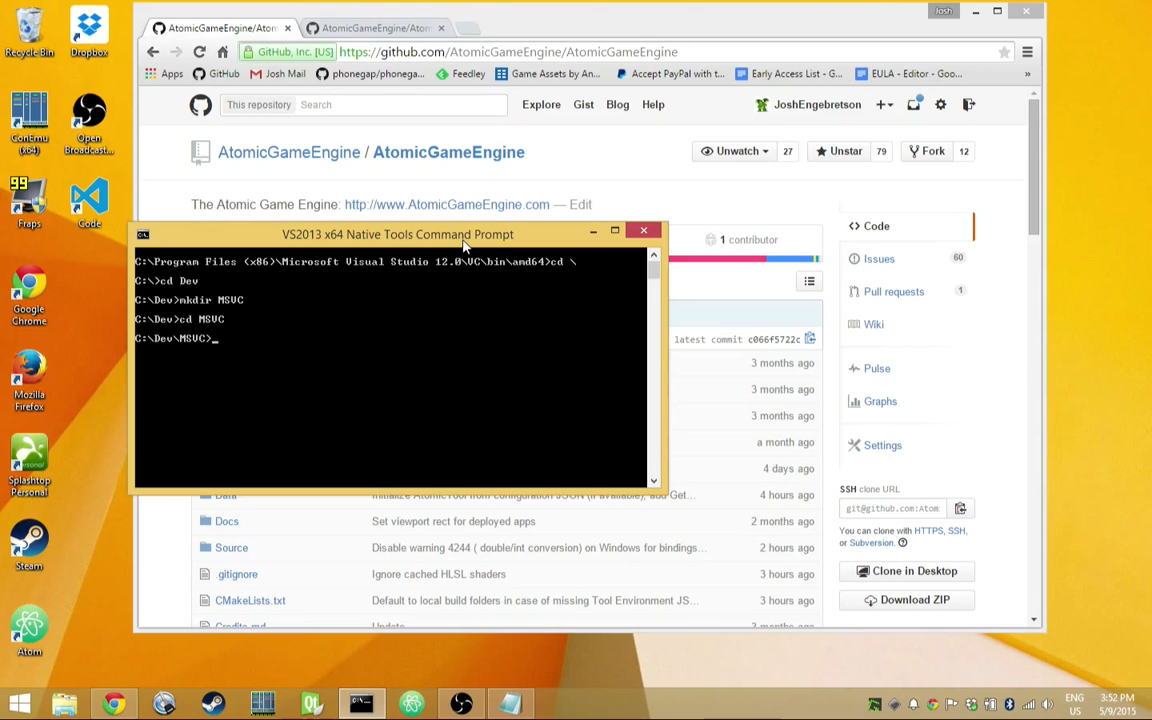 Recycle Bin
Dropbox
ConEmu (x64)
Open Broadcast...
99
Fraps
Code
Google Chrome
Mozilla Firefox
Splashtop Personal
Steam
Atom
Josh
AtomicGameEngine/Atom
AtomicGameEngine/Atom
GitHub, Inc. [US] https://github.com/AtomicGameEngine/AtomicGameEngine
Apps GitHub Josh Mail phonegap/phonega... Feedley Game Assets by An... Accept PayPal with t... Early Access List - G... EULA - Editor - Goo... »
This repository Search Explore Gist Blog Help JoshEngebretson
AtomicGameEngine / AtomicGameEngine
Unwatch 27 Unstar 79 Fork 12
The Atomic Game Engine: http://www.AtomicGameEngine.com — Edit
1 contributor
VS2013 x64 Native Tools Command Prompt
C:\Program Files (x86)\Microsoft Visual Studio 12.0\VC\bin\amd64>cd \
C:\>cd Dev
C:\Dev>mkdir MSVC
C:\Dev>cd MSVC
C:\Dev\MSVC>_
latest commit c066f5722c
3 months ago
3 months ago
3 months ago
a month ago
4 days ago
Data Initialize AtomicTool from configuration JSON (if available), add Get... 4 hours ago
Docs Set viewport rect for deployed apps 2 months ago
Source Disable warning 4244 ( double/int conversion) on Windows for bindings... 2 hours ago
.gitignore Ignore cached HLSL shaders 3 hours ago
CMakeLists.txt Default to local build folders in case of missing Tool Environment JS... 3 hours ago
Credits.md Update 2 months ago
Code
Issues 60
Pull requests 1
Wiki
Pulse
Graphs
Settings
SSH clone URL
git@github.com:Atom
You can clone with HTTPS, SSH,
or Subversion.
Clone in Desktop
Download ZIP
ENG
US
3:52 PM
5/9/2015